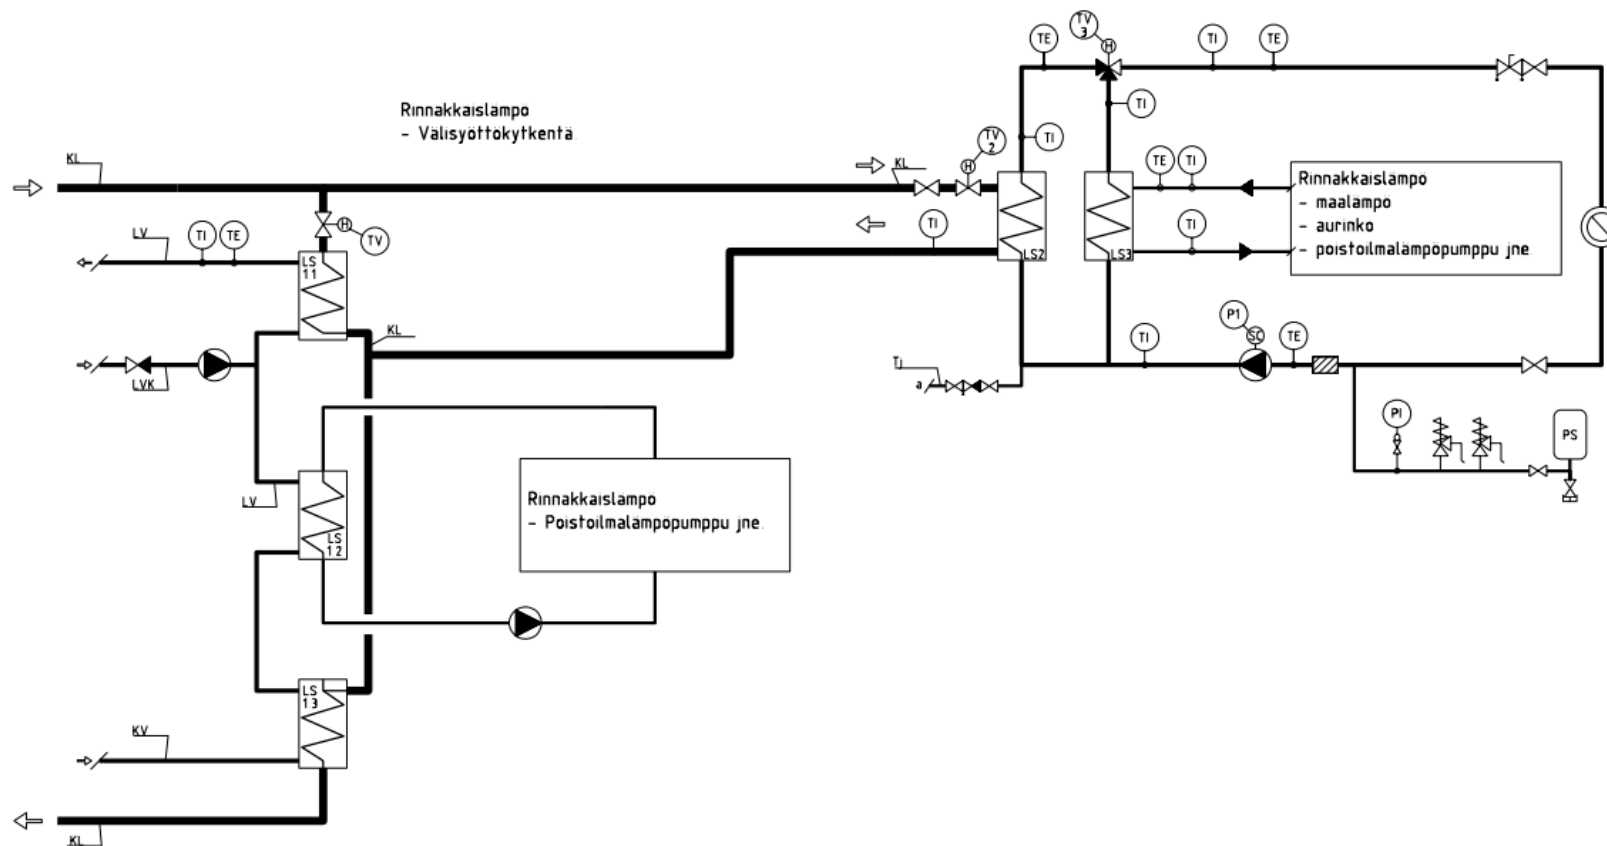 TV
3
TE
TI
TE
TI
Rinnakkaislampo
- Välisyöttökytkentä.
TV
2
TI
KL
KL
H
H
TE
TI
Rinnakkaislämpö
- maalampo
- aurinko
- poistoilmalämpöpumppu jne.
LV
TI
TE
H
TV
TI
TI
LS
11
LS2
LS3
KL
P1
SC
TI
TE
LVK
Tj
a
PI
PS
LV
LS
12
Rinnakkaislampo
- Poistoilmalämpöpumppu jne.
LS
13
KV
KL